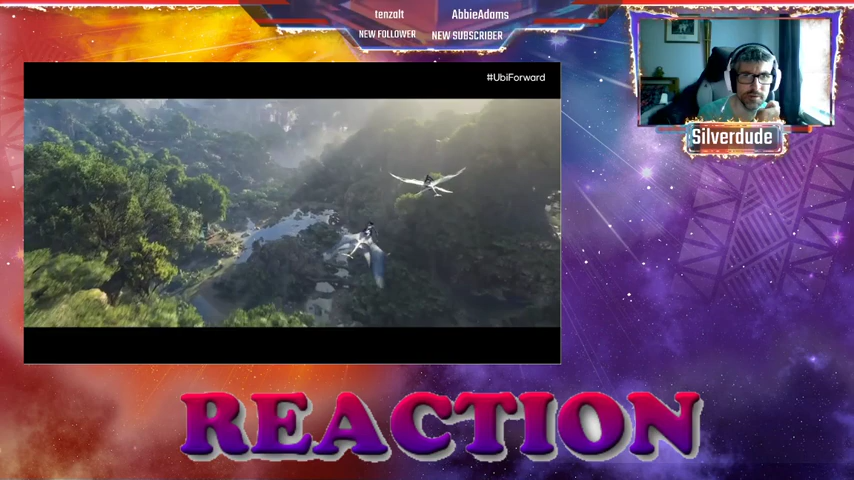 tenzalt
AbbieAdams
NEW FOLLOWER
NEW SUBSCRIBER
#UbiForward
Silverdude
REACTION